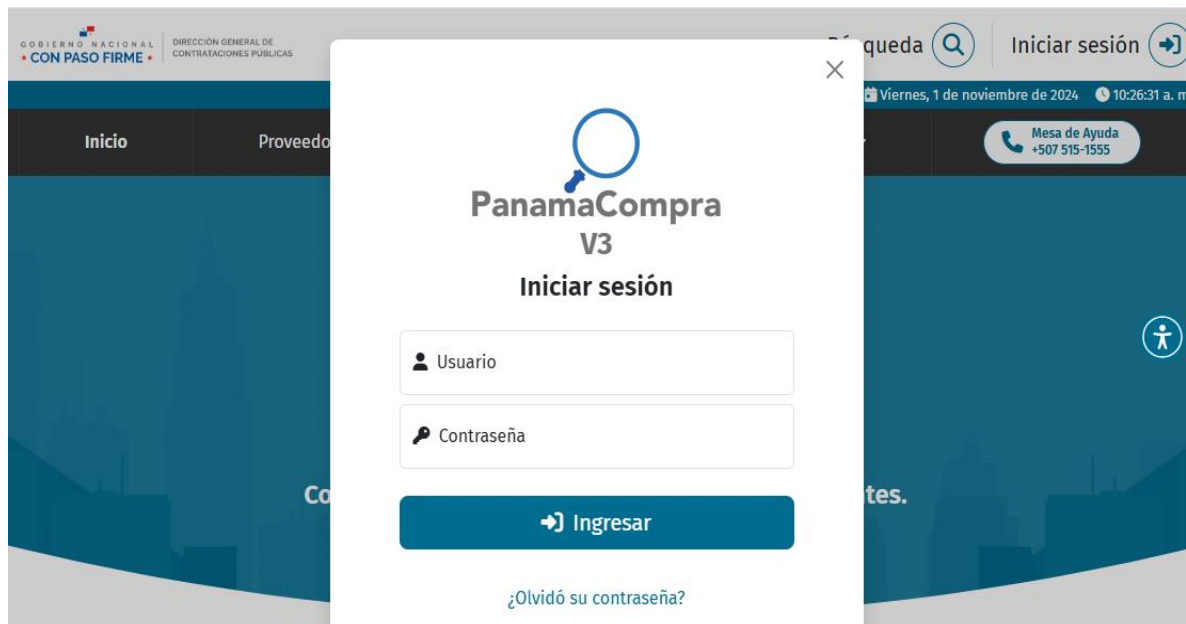 GOBIERNO NACIONAL
• CON PASO FIRME •
DIRECCIÓN GENERAL DE
CONTRATACIONES PÚBLICAS
Iniciar sesión
Viernes, 1 de noviembre de 2024
10:26:31 a. m
Inicio
Proveedo
Mesa de Ayuda
+507 515-1555
PanamaCompra
V3
Iniciar sesión
Usuario
Contraseña
Co
tes.
Ingresar
¿Olvidó su contraseña?